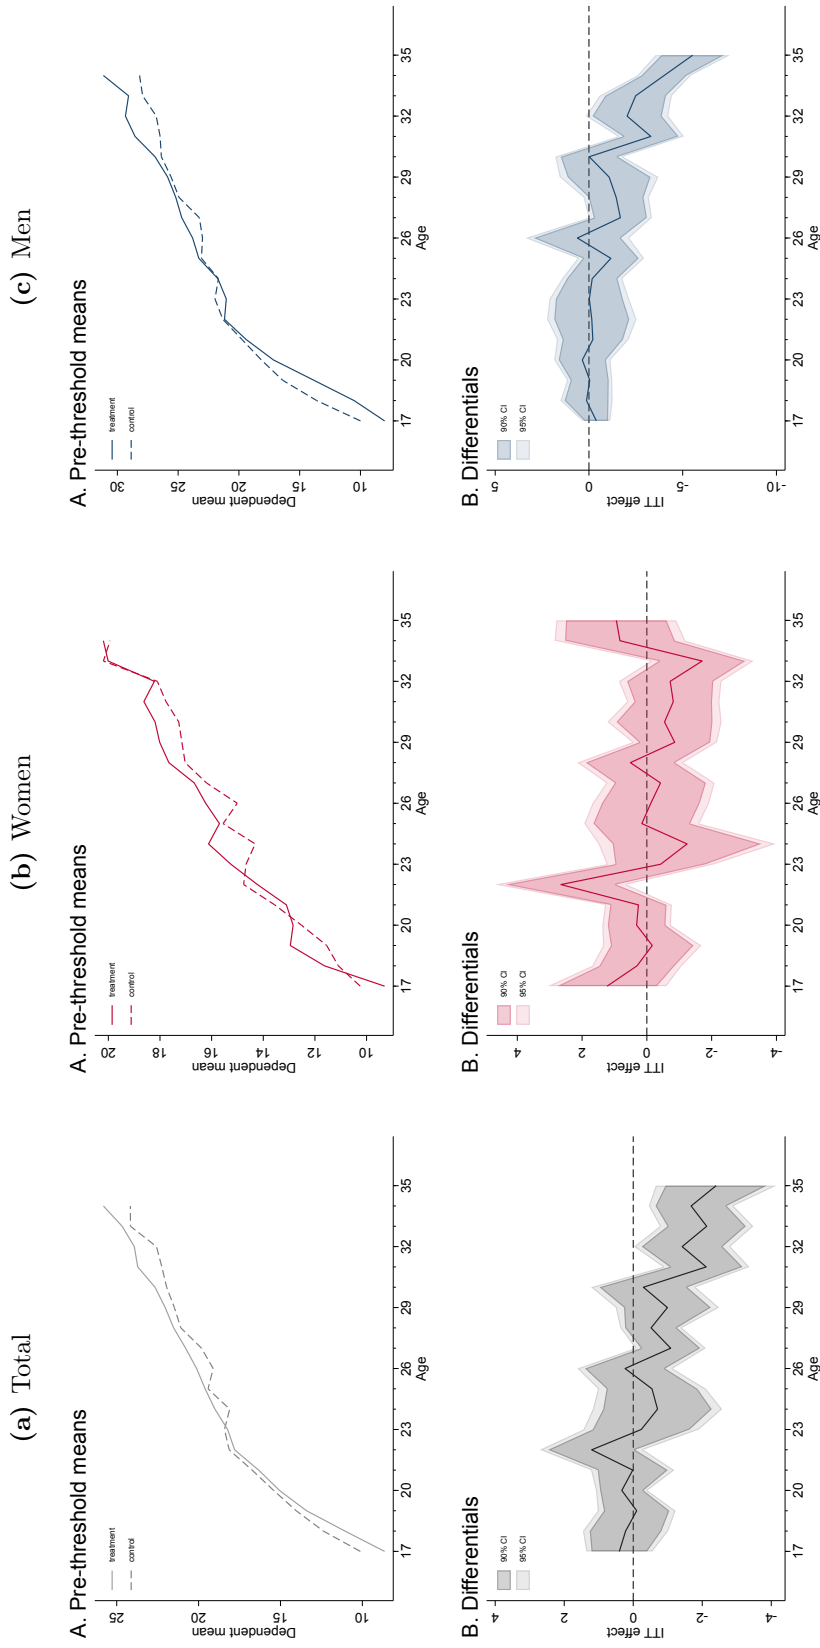 (a) Total
A. Pre-threshold means
treatment
control
Dependent mean
25
20
15
10
17
20
23
26
29
32
35
Age
B. Differentials
90% CI
95% CI
ITT effect
4
2
0
-2
-4
17
20
23
26
29
32
35
Age
(b) Women
A. Pre-threshold means
treatment
control
Dependent mean
20
18
16
14
12
10
17
20
23
26
29
32
35
Age
B. Differentials
90% CI
95% CI
ITT effect
4
2
0
-2
-4
17
20
23
26
29
32
35
Age
(c) Men
A. Pre-threshold means
treatment
control
Dependent mean
30
25
20
15
10
17
20
23
26
29
32
35
Age
B. Differentials
90% CI
95% CI
ITT effect
5
0
-5
-10
17
20
23
26
29
32
35
Age